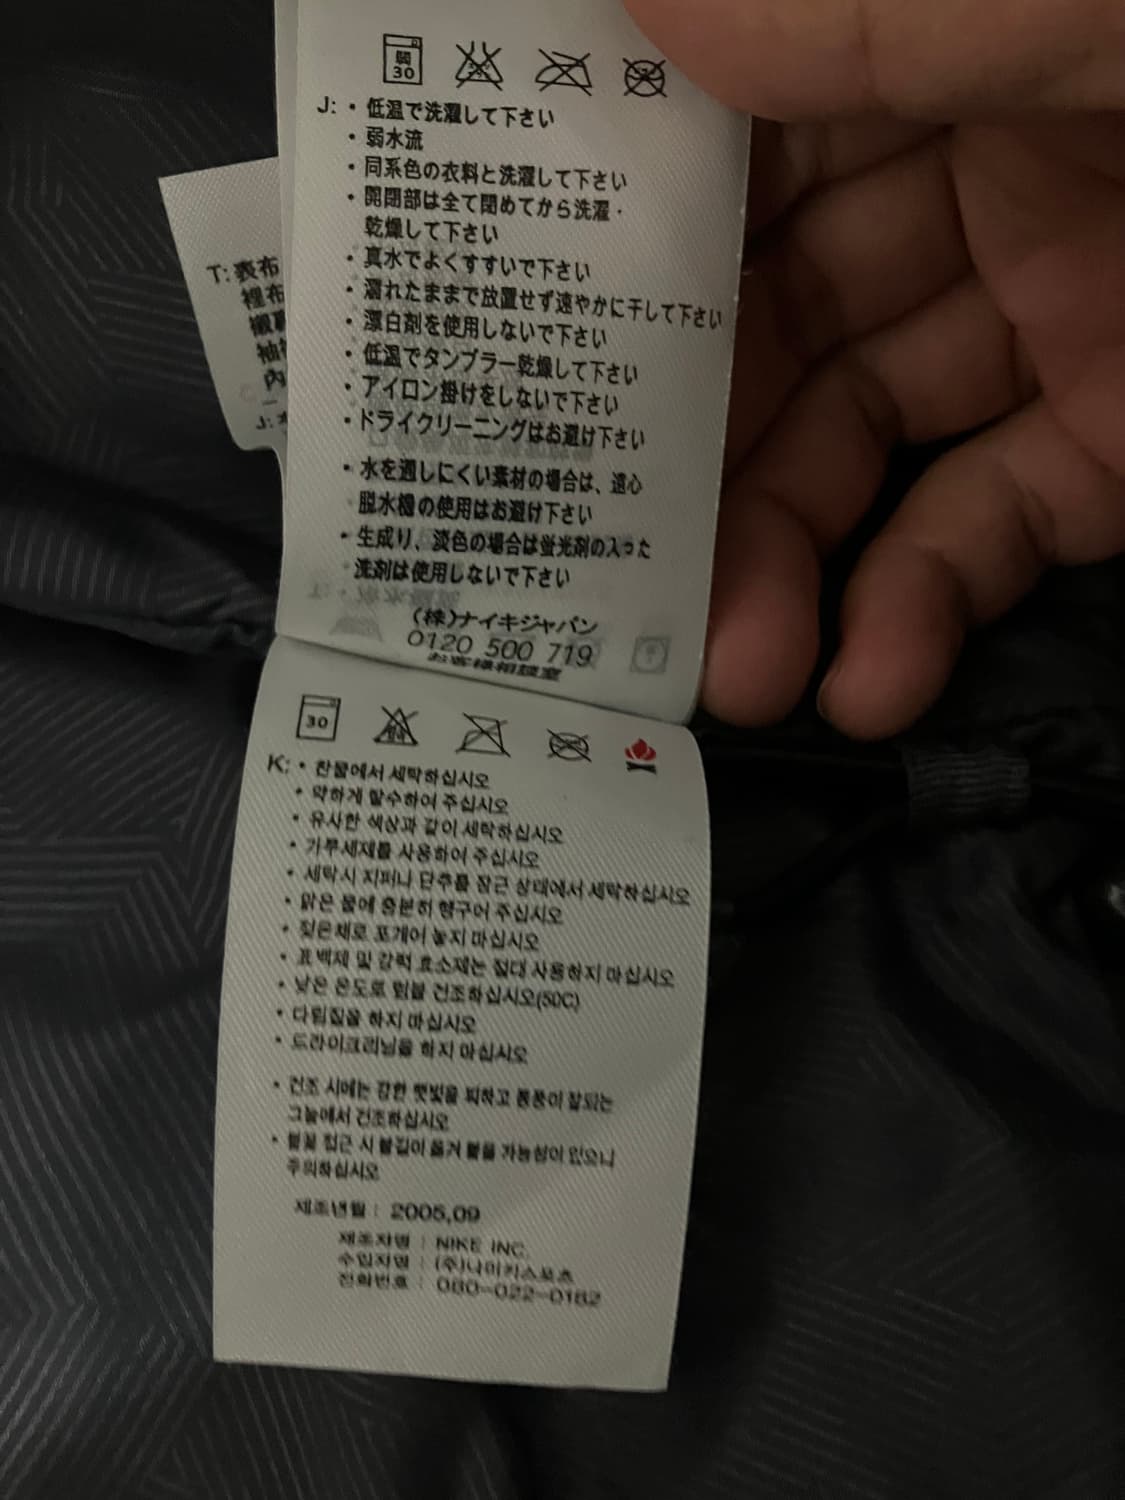 弱
30
J: • 低温で洗濯して下さい
• 弱水流
• 同系色の衣料と洗濯して下さい
• 開閉部は全て閉めてから洗濯・
乾燥して下さい
• 真水でよくすすいで下さい
• 濡れたままで放置せず速やかに干して下さい
• 漂白剤を使用しないで下さい
• 低温でタンブラー乾燥して下さい
• アイロン掛けをしないで下さい
• ドライクリーニングはお避け下さい
• 水を通しにくい素材の場合は、遠心
脱水機の使用はお避け下さい
• 生成り、淡色の場合は蛍光剤の入った
洗剤は使用しないで下さい
(株)ナイキジャパン
0120 500 719
お客様相談室
T: 表布
裡布
襯
袖
內
J:
30
K: • 찬물에서 세탁하십시오
• 약하게 탈수하여 주십시오
• 유사한 색상과 같이 세탁하십시오
• 가루세제를 사용하여 주십시오
• 세탁시 지퍼나 단추를 잠근 상태에서 세탁하십시오
• 맑은 물에 충분히 헹구어 주십시오
• 젖은채로 포개어 놓지 마십시오
• 표백제 및 강력 효소제는 절대 사용하지 마십시오
• 낮은 온도로 텀블 건조하십시오(50C)
• 다림질을 하지 마십시오
• 드라이크리닝을 하지 마십시오
• 건조 시에는 강한 햇빛을 피하고 통풍이 잘되는
그늘에서 건조하십시오
• 불꽃 접근 시 불길이 옮겨 붙을 가능성이 있으니
주의하십시오
제조년월 : 2005,09
제조자명 : NIKE INC.
수입자명 : (주)나이키스포츠
전화번호 : 080-022-0182